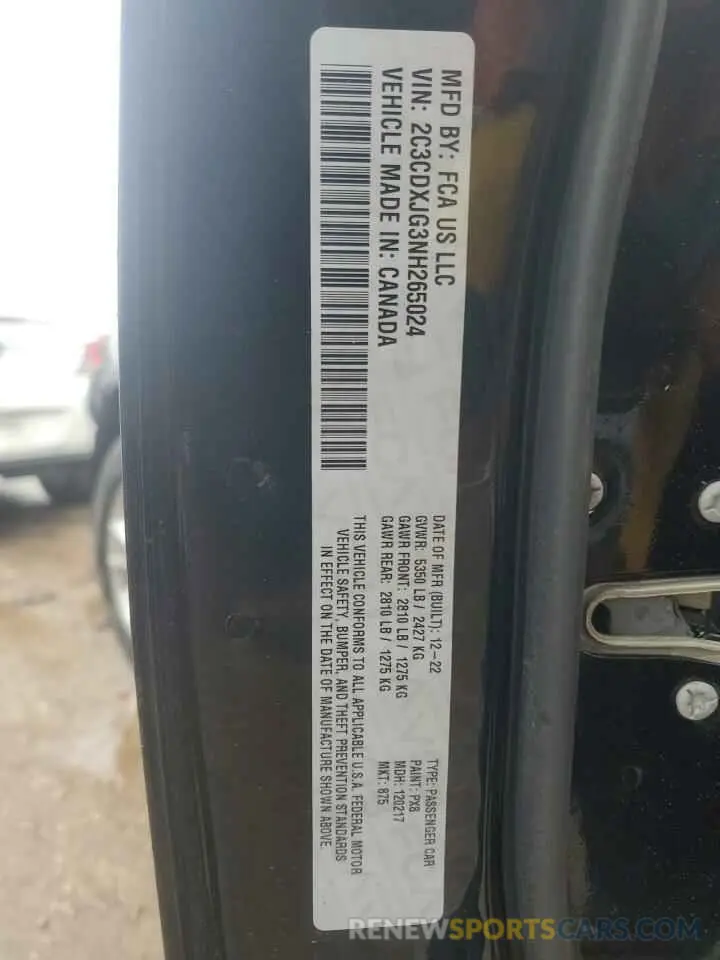 MFD BY: FCA US LLC
VIN: 2C3CDXJG3NH265024
VEHICLE MADE IN: CANADA
DATE OF MFR (BUILT): 12-22
GVWR: 5350 LB / 2427 KG
GAWR FRONT: 2810 LB / 1275 KG
GAWR REAR: 2810 LB / 1275 KG
TYPE: PASSENGER CAR
PAINT: PX8
MDH: 120217
MKT: 875
THIS VEHICLE CONFORMS TO ALL APPLICABLE U.S.A. FEDERAL MOTOR
VEHICLE SAFETY, BUMPER, AND THEFT PREVENTION STANDARDS
IN EFFECT ON THE DATE OF MANUFACTURE SHOWN ABOVE.
RENEWSPORTSCARS.COM